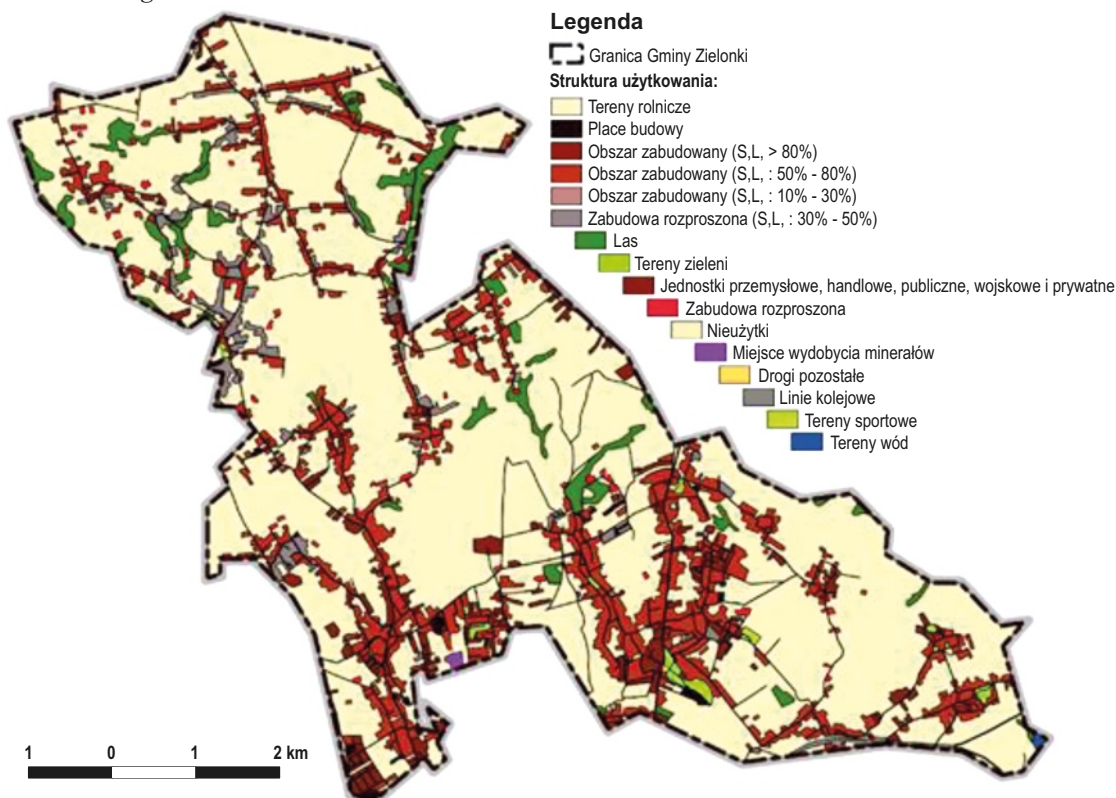 Legenda
Granica Gminy Zielonki
Struktura użytkowania:
Tereny rolnicze
Place budowy
Obszar zabudowany (S,L, > 80%)
Obszar zabudowany (S,L, : 50% - 80%)
Obszar zabudowany (S,L, : 10% - 30%)
Zabudowa rozproszona (S,L, : 30% - 50%)
Las
Tereny zieleni
Jednostki przemysłowe, handlowe, publiczne, wojskowe i prywatne
Zabudowa rozproszona
Nieużytki
Miejsce wydobycia minerałów
Drogi pozostałe
Linie kolejowe
Tereny sportowe
Tereny wód
1 0 1 2 km